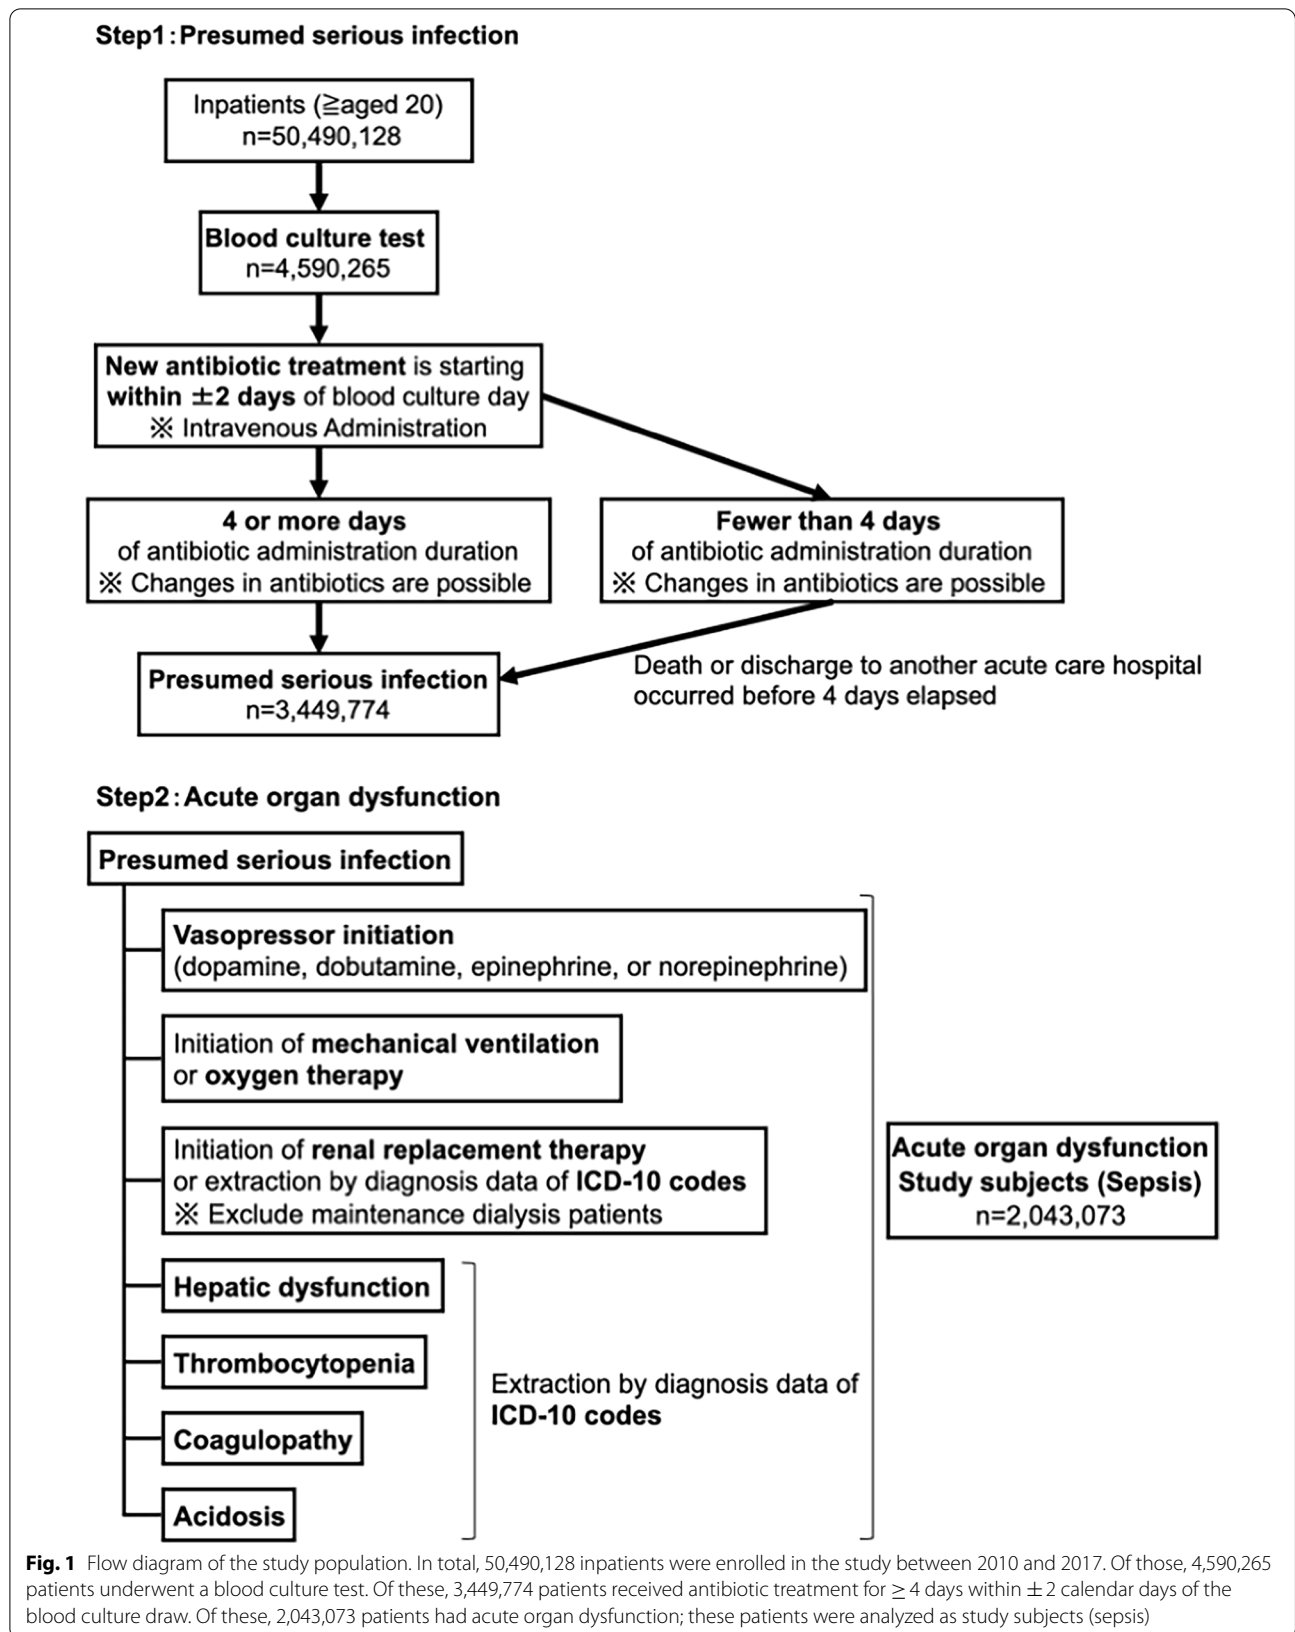 Step1:Presumed serious infection
Inpatients (≧aged 20)
n=50,490,128
Blood culture test
n=4,590,265
New antibiotic treatment is starting
within ±2 days of blood culture day
※ Intravenous Administration
4 or more days
of antibiotic administration duration
※ Changes in antibiotics are possible
Fewer than 4 days
of antibiotic administration duration
※ Changes in antibiotics are possible
Death or discharge to another acute care hospital
occurred before 4 days elapsed
Presumed serious infection
n=3,449,774
Step2:Acute organ dysfunction
Presumed serious infection
Vasopressor initiation
(dopamine, dobutamine, epinephrine, or norepinephrine)
Initiation of mechanical ventilation
or oxygen therapy
Initiation of renal replacement therapy
or extraction by diagnosis data of ICD-10 codes
※ Exclude maintenance dialysis patients
Acute organ dysfunction
Study subjects (Sepsis)
n=2,043,073
Hepatic dysfunction
Thrombocytopenia
Coagulopathy
Acidosis
Extraction by diagnosis data of
ICD-10 codes
Fig. 1 Flow diagram of the study population. In total, 50,490,128 inpatients were enrolled in the study between 2010 and 2017. Of those, 4,590,265
patients underwent a blood culture test. Of these, 3,449,774 patients received antibiotic treatment for ≥ 4 days within ±2 calendar days of the
blood culture draw. Of these, 2,043,073 patients had acute organ dysfunction; these patients were analyzed as study subjects (sepsis)